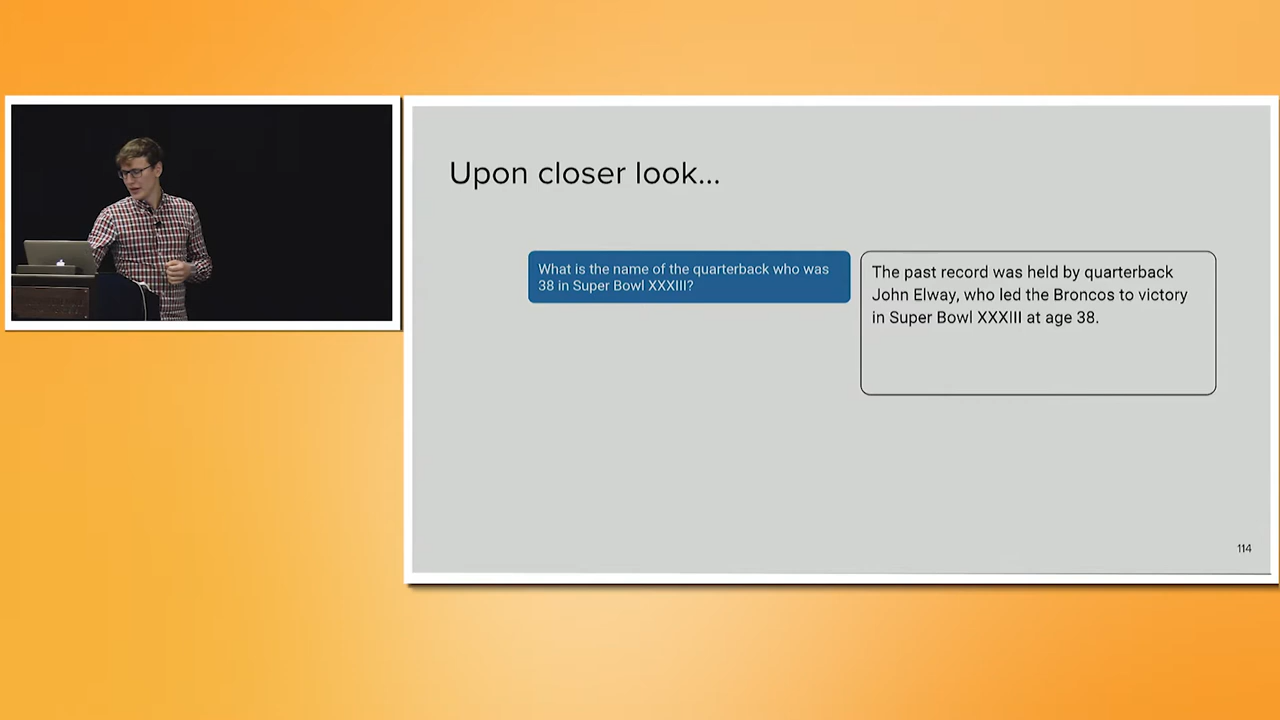 Upon closer look...
What is the name of the quarterback who was
38 in Super Bowl XXXIII?
The past record was held by quarterback
John Elway, who led the Broncos to victory
in Super Bowl XXXIII at age 38.
114